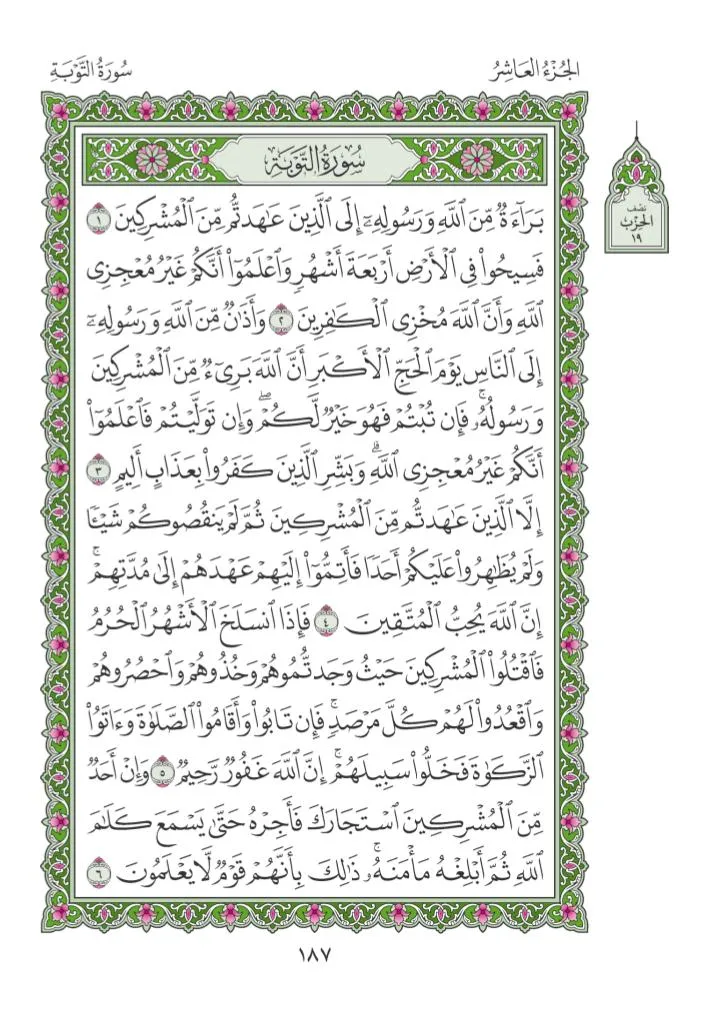 الجُزْءُ العَاشِرُ
سُورَةُ التَّوْبَةِ
سُورَةُ التَّوْبَةِ
نصف
الحزب
١٩
بَرَآءَةٌ مِّنَ ٱللَّهِ وَرَسُولِهِۦٓ إِلَى ٱلَّذِينَ عَٰهَدتُّم مِّنَ ٱلْمُشْرِكِينَ ١
فَسِيحُوا۟ فِى ٱلْأَرْضِ أَرْبَعَةَ أَشْهُرٍ وَٱعْلَمُوٓا۟ أَنَّكُمْ غَيْرُ مُعْجِزِى
ٱللَّهِ وَأَنَّ ٱللَّهَ مُخْزِى ٱلْكَٰفِرِينَ ٢ وَأَذَٰنٌ مِّنَ ٱللَّهِ وَرَسُولِهِۦٓ
إِلَى ٱلنَّاسِ يَوْمَ ٱلْحَجِّ ٱلْأَكْبَرِ أَنَّ ٱللَّهَ بَرِىٓءٌ مِّنَ ٱلْمُشْرِكِينَ
وَرَسُولُهُۥ ۚ فَإِن تُبْتُمْ فَهُوَ خَيْرٌ لَّكُمْ ۖ وَإِن تَوَلَّيْتُمْ فَٱعْلَمُوٓا۟
أَنَّكُمْ غَيْرُ مُعْجِزِى ٱللَّهِ ۗ وَبَشِّرِ ٱلَّذِينَ كَفَرُوا۟ بِعَذَابٍ أَلِيمٍ ٣
إِلَّا ٱلَّذِينَ عَٰهَدتُّم مِّنَ ٱلْمُشْرِكِينَ ثُمَّ لَمْ يَنقُصُوكُمْ شَيْـًٔا
وَلَمْ يُظَٰهِرُوا۟ عَلَيْكُمْ أَحَدًا فَأَتِمُّوٓا۟ إِلَيْهِمْ عَهْدَهُمْ إِلَىٰ مُدَّتِهِمْ ۚ
إِنَّ ٱللَّهَ يُحِبُّ ٱلْمُتَّقِينَ ٤ فَإِذَا ٱنسَلَخَ ٱلْأَشْهُرُ ٱلْحُرُمُ
فَٱقْتُلُوا۟ ٱلْمُشْرِكِينَ حَيْثُ وَجَدتُّمُوهُمْ وَخُذُوهُمْ وَٱحْصُرُوهُمْ
وَٱقْعُدُوا۟ لَهُمْ كُلَّ مَرْصَدٍ ۚ فَإِن تَابُوا۟ وَأَقَامُوا۟ ٱلصَّلَوٰةَ وَءَاتَوُا۟
ٱلزَّكَوٰةَ فَخَلُّوا۟ سَبِيلَهُمْ ۚ إِنَّ ٱللَّهَ غَفُورٌ رَّحِيمٌ ٥ وَإِنْ أَحَدٌ
مِّنَ ٱلْمُشْرِكِينَ ٱسْتَجَارَكَ فَأَجِرْهُ حَتَّىٰ يَسْمَعَ كَلَٰمَ
ٱللَّهِ ثُمَّ أَبْلِغْهُ مَأْمَنَهُۥ ۚ ذَٰلِكَ بِأَنَّهُمْ قَوْمٌ لَّا يَعْلَمُونَ ٦
١٨٧